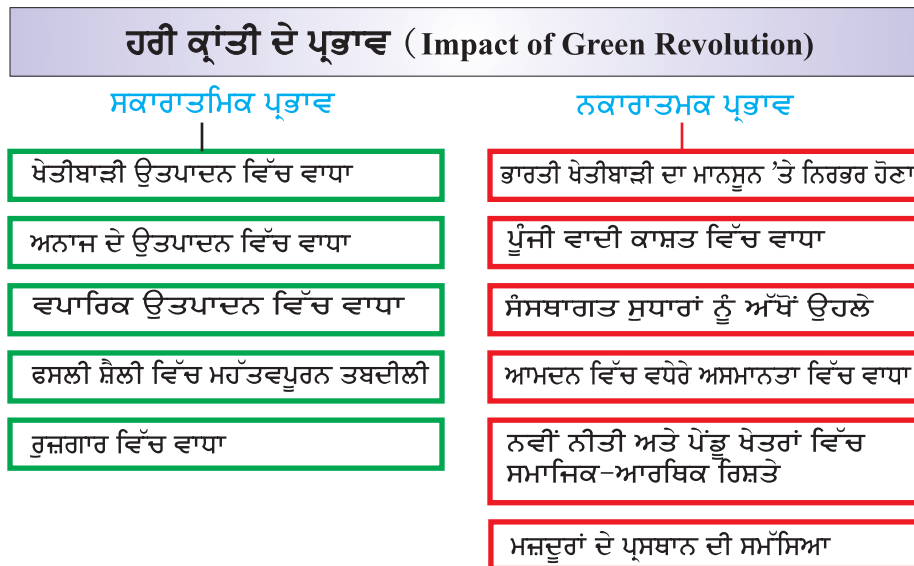 ਹਰੀ ਕ੍ਰਾਂਤੀ ਦੇ ਪ੍ਰਭਾਵ (Impact of Green Revolution)
ਸਕਾਰਾਤਮਿਕ ਪ੍ਰਭਾਵ
ਖੇਤੀਬਾੜੀ ਉਤਪਾਦਨ ਵਿੱਚ ਵਾਧਾ
ਅਨਾਜ ਦੇ ਉਤਪਾਦਨ ਵਿੱਚ ਵਾਧਾ
ਵਪਾਰਿਕ ਉਤਪਾਦਨ ਵਿੱਚ ਵਾਧਾ
ਫਸਲੀ ਸ਼ੈਲੀ ਵਿੱਚ ਮਹੱਤਵਪੂਰਨ ਤਬਦੀਲੀ
ਰੁਜ਼ਗਾਰ ਵਿੱਚ ਵਾਧਾ
ਨਕਾਰਾਤਮਕ ਪ੍ਰਭਾਵ
ਭਾਰਤੀ ਖੇਤੀਬਾੜੀ ਦਾ ਮਾਨਸੂਨ 'ਤੇ ਨਿਰਭਰ ਹੋਣਾ
ਪੂੰਜੀ ਵਾਦੀ ਕਾਸ਼ਤ ਵਿੱਚ ਵਾਧਾ
ਸੰਸਥਾਗਤ ਸੁਧਾਰਾਂ ਨੂੰ ਅੱਖੋਂ ਉਹਲੇ
ਆਮਦਨ ਵਿੱਚ ਵਧੇਰੇ ਅਸਮਾਨਤਾ ਵਿੱਚ ਵਾਧਾ
ਨਵੀਂ ਨੀਤੀ ਅਤੇ ਪੇਂਡੂ ਖੇਤਰਾਂ ਵਿੱਚ
ਸਮਾਜਿਕ-ਆਰਥਿਕ ਰਿਸ਼ਤੇ
ਮਜ਼ਦੂਰਾਂ ਦੇ ਪ੍ਰਸਥਾਨ ਦੀ ਸਮੱਸਿਆ